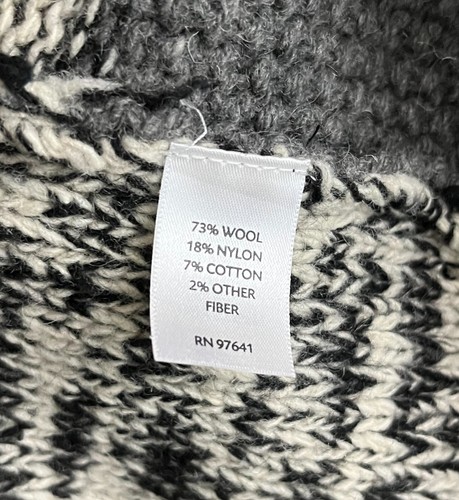 73% WOOL
18% NYLON
7% COTTON
2% OTHER
FIBER
RN 97641